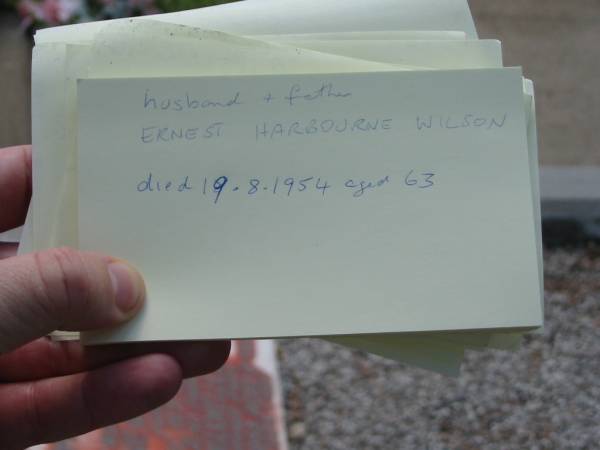 husband + father
ERNEST HARBOURNE WILSON
died 19.8.1954 aged 63